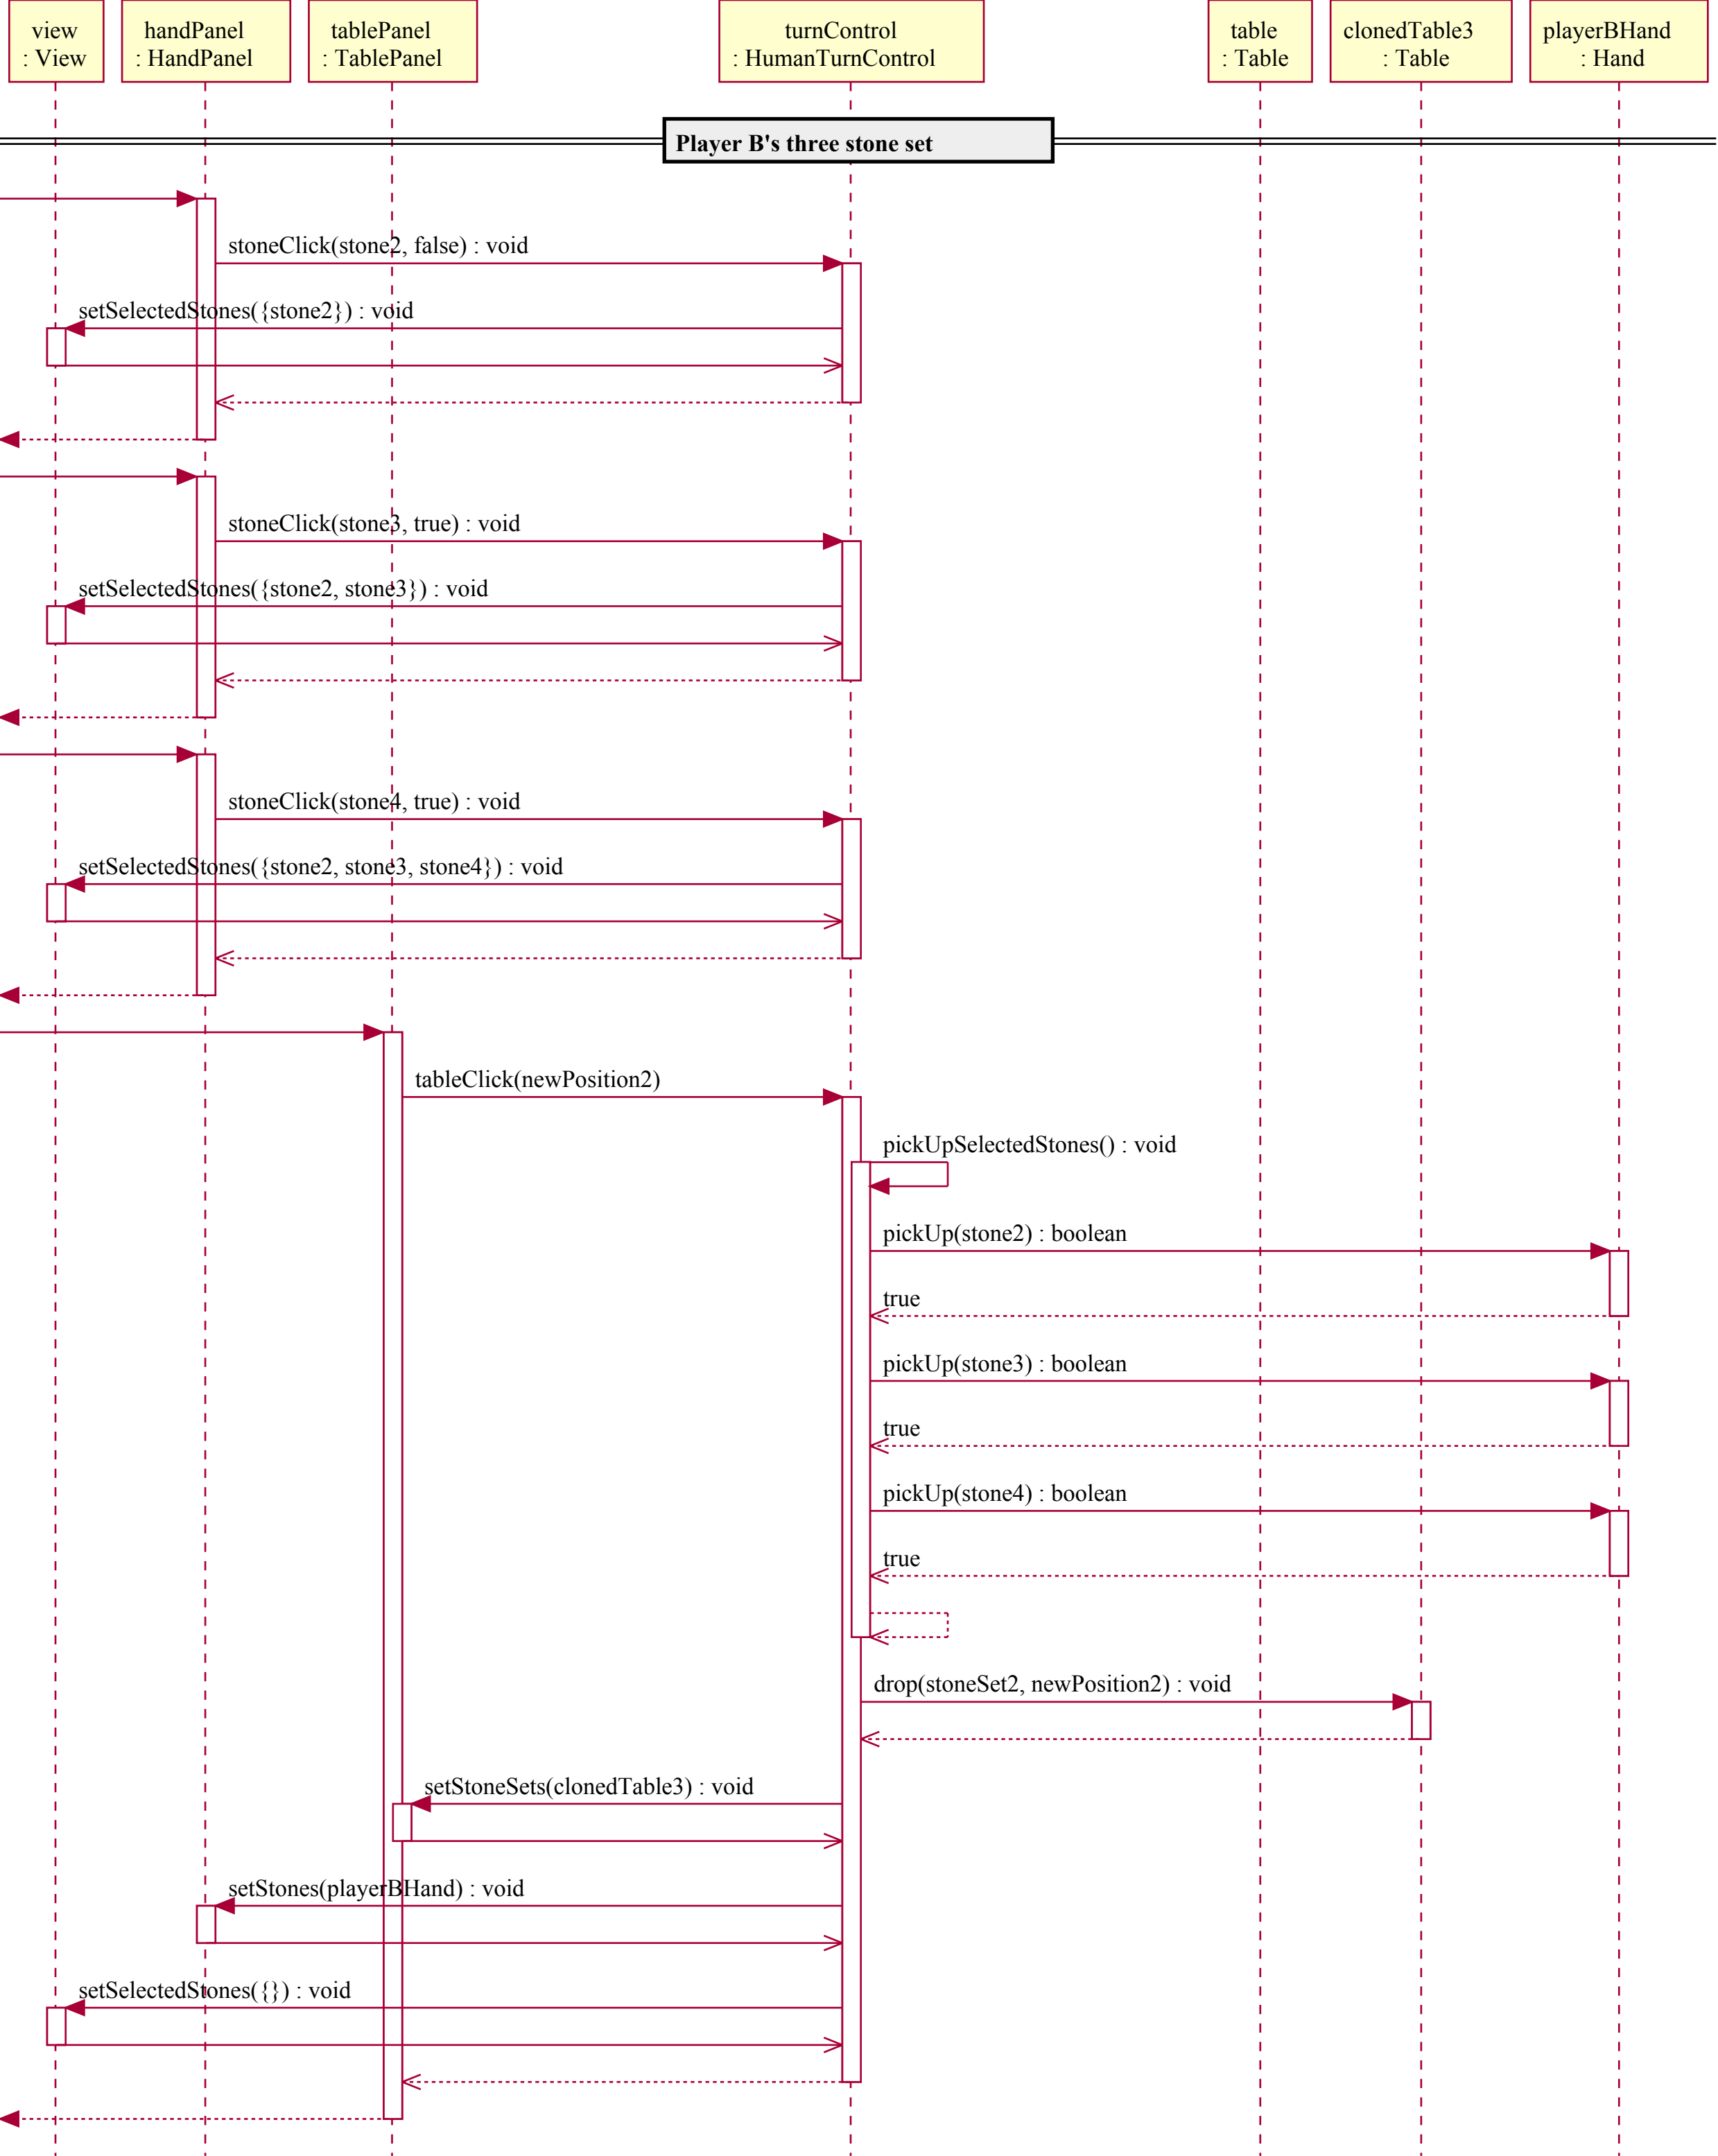 view
: View
handPanel
: HandPanel
tablePanel
: TablePanel
turnControl
: HumanTurnControl
table
: Table
clonedTable3
: Table
playerBHand
: Hand
Player B's three stone set
stoneClick(stone2, false) : void
setSelectedStones({stone2}) : void
stoneClick(stone3, true) : void
setSelectedStones({stone2, stone3}) : void
stoneClick(stone4, true) : void
setSelectedStones({stone2, stone3, stone4}) : void
tableClick(newPosition2)
pickUpSelectedStones() : void
pickUp(stone2) : boolean
true
pickUp(stone3) : boolean
true
pickUp(stone4) : boolean
true
drop(stoneSet2, newPosition2) : void
setStoneSets(clonedTable3) : void
setStones(playerBHand) : void
setSelectedStones({}) : void